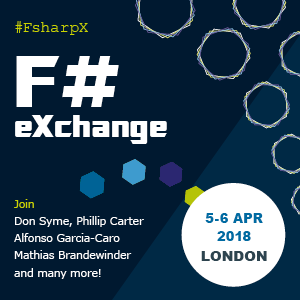 #FsharpX
F#
eXchange
Join
Don Syme, Phillip Carter
Alfonso Garcia-Caro
Mathias Brandewinder
and many more!
5-6 APR
2018
LONDON